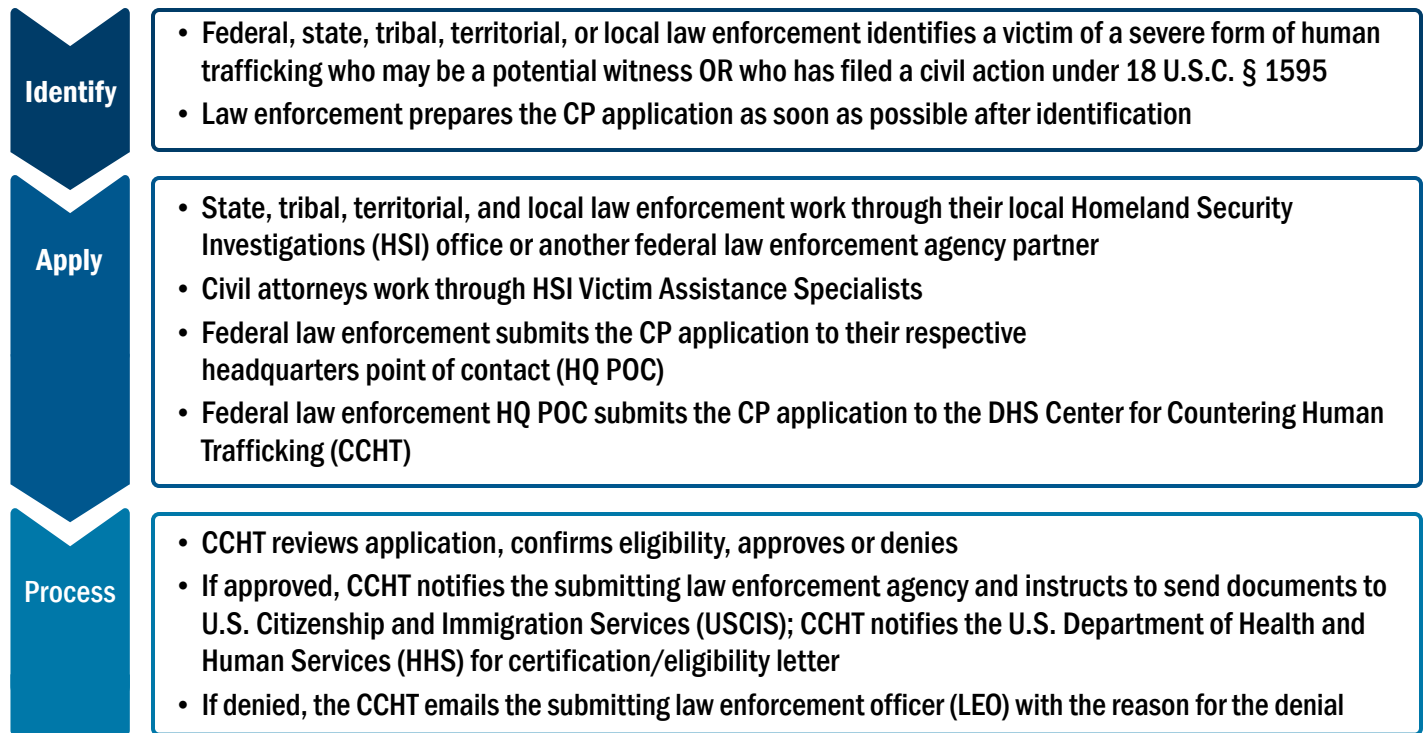 Identify
• Federal, state, tribal, territorial, or local law enforcement identifies a victim of a severe form of human
trafficking who may be a potential witness OR who has filed a civil action under 18 U.S.C. § 1595
• Law enforcement prepares the CP application as soon as possible after identification
Apply
• State, tribal, territorial, and local law enforcement work through their local Homeland Security
Investigations (HSI) office or another federal law enforcement agency partner
• Civil attorneys work through HSI Victim Assistance Specialists
• Federal law enforcement submits the CP application to their respective
headquarters point of contact (HQ POC)
• Federal law enforcement HQ POC submits the CP application to the DHS Center for Countering Human
Trafficking (CCHT)
Process
• CCHT reviews application, confirms eligibility, approves or denies
• If approved, CCHT notifies the submitting law enforcement agency and instructs to send documents to
U.S. Citizenship and Immigration Services (USCIS); CCHT notifies the U.S. Department of Health and
Human Services (HHS) for certification/eligibility letter
• If denied, the CCHT emails the submitting law enforcement officer (LEO) with the reason for the denial